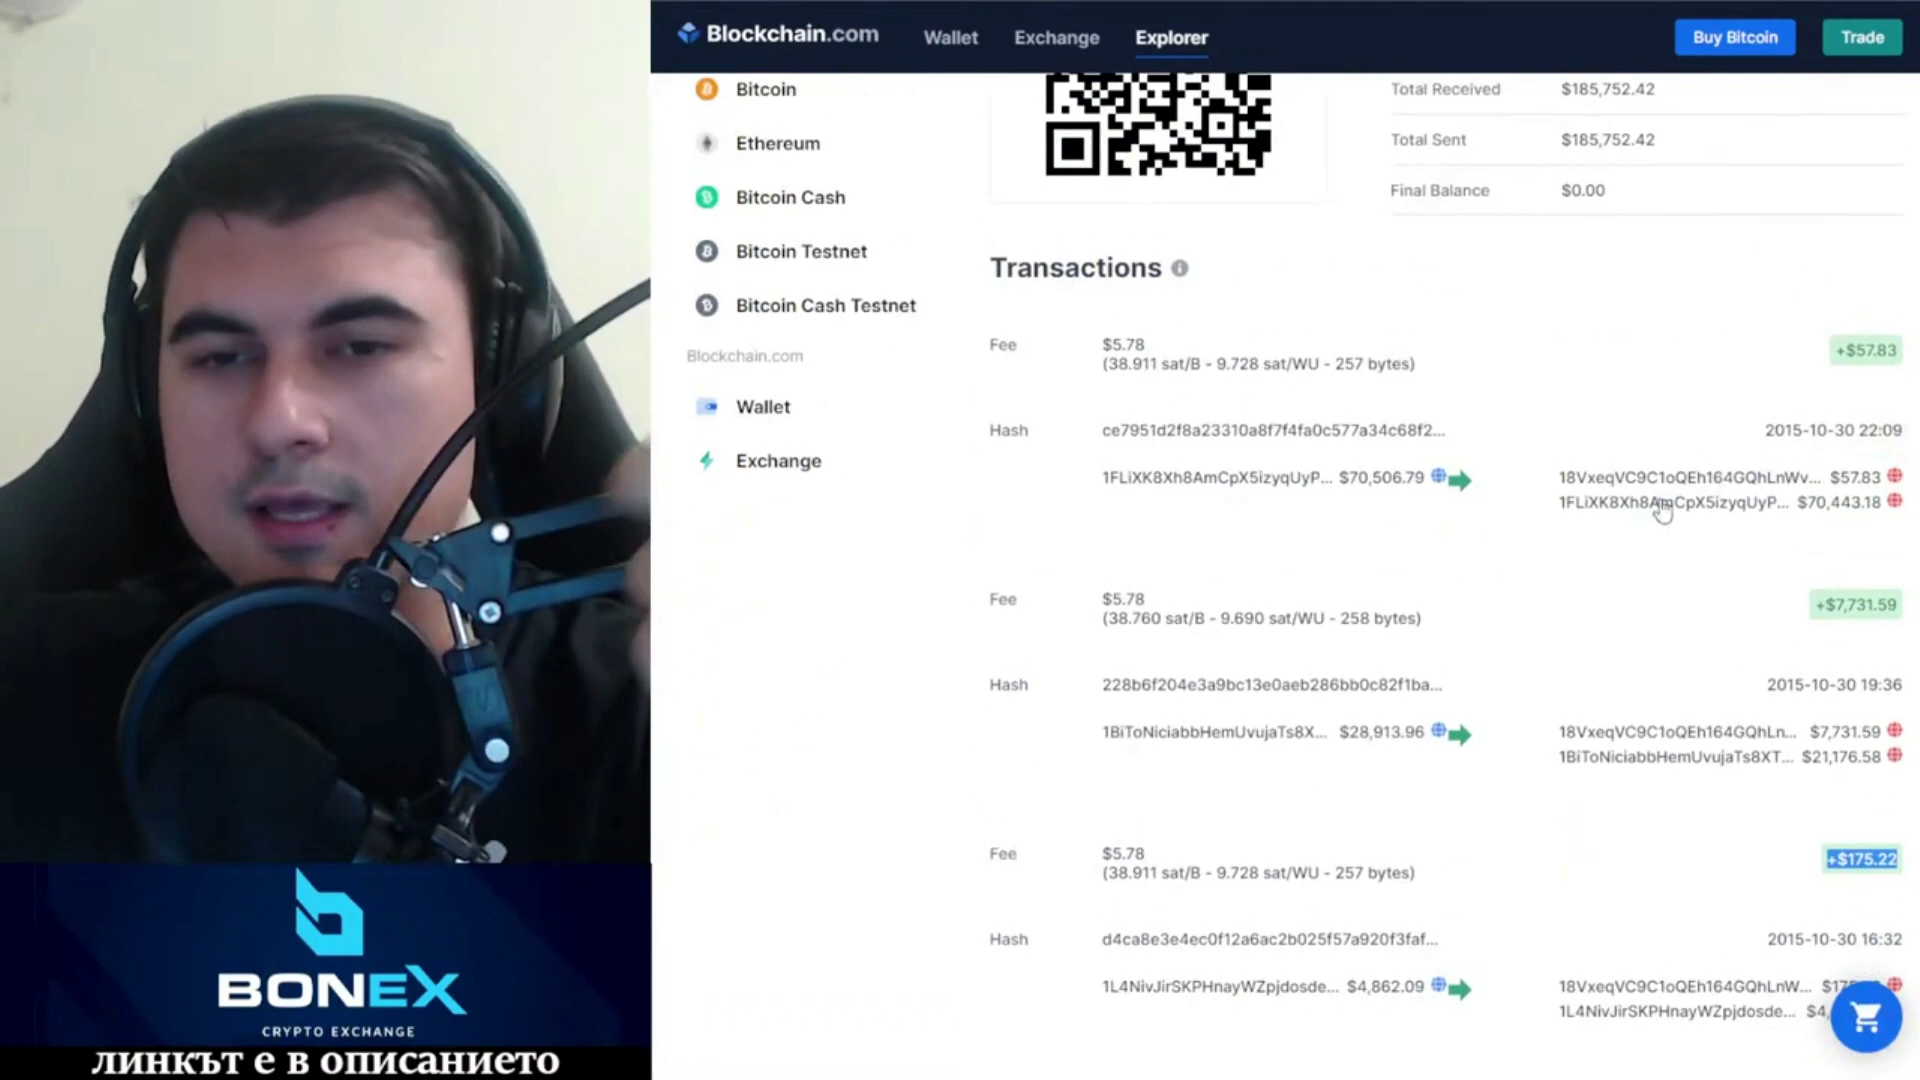 Blockchain.com
Wallet
Exchange
Explorer
Buy Bitcoin
Trade
Bitcoin
Ethereum
Bitcoin Cash
Bitcoin Testnet
Bitcoin Cash Testnet
Blockchain.com
Wallet
Exchange
Total Received $185,752.42
Total Sent $185,752.42
Final Balance $0.00
Transactions
Fee $5.78 +$57.83
(38.911 sat/B - 9.728 sat/WU - 257 bytes)
Hash ce7951d2f8a23310a8f7f4fa0c577a34c68f2... 2015-10-30 22:09
1FLiXK8Xh8AmCpX5izyqUyP... $70,506.79 18VxeqVC9C1oQEh164GQhLnWv... $57.83
1FLiXK8Xh8AmCpX5izyqUyP... $70,443.18
Fee $5.78 +$7,731.59
(38.760 sat/B - 9.690 sat/WU - 258 bytes)
Hash 228b6f204e3a9bc13e0aeb286bb0c82f1ba... 2015-10-30 19:36
1BiToNiciabbHemUvujaTs8X... $28,913.96 18VxeqVC9C1oQEh164GQhLn... $7,731.59
1BiToNiciabbHemUvujaTs8XT... $21,176.58
Fee $5.78 +$175.22
(38.911 sat/B - 9.728 sat/WU - 257 bytes)
Hash d4ca8e3e4ec0f12a6ac2b025f57a920f3faf... 2015-10-30 16:32
1L4NivJirSKPHnayWZpjdosde... $4,862.09 18VxeqVC9C1oQEh164GQhLnW...
1L4NivJirSKPHnayWZpjdosde...
BONEX
CRYPTO EXCHANGE
линкът е в описанието